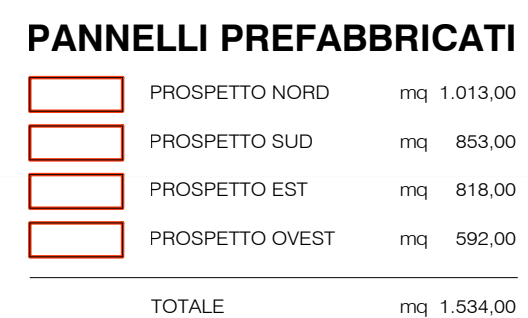 PANNELLI PREFABBRICATI
PROSPETTO NORD mq 1.013,00
PROSPETTO SUD mq 853,00
PROSPETTO EST mq 818,00
PROSPETTO OVEST mq 592,00
TOTALE mq 1.534,00